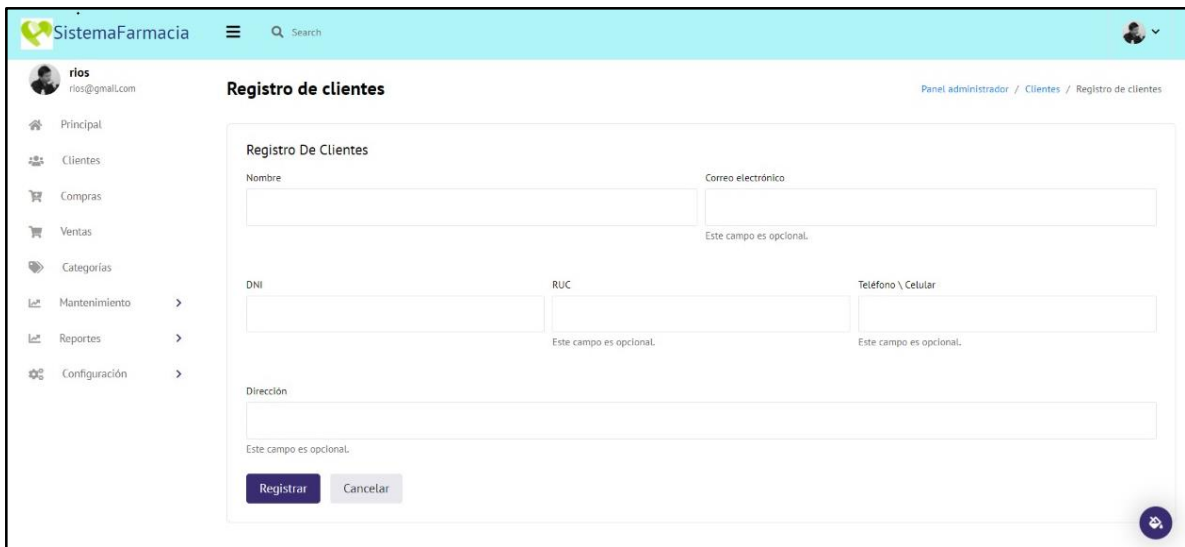 SistemaFarmacia
Search
rios
rios@gmail.com
Principal
Clientes
Compras
Ventas
Categorías
Mantenimiento
Reportes
Configuración
Registro de clientes
Panel administrador / Clientes / Registro de clientes
Registro De Clientes
Nombre
Correo electrónico
Este campo es opcional.
DNI
RUC
Teléfono \ Celular
Este campo es opcional.
Este campo es opcional.
Dirección
Este campo es opcional.
Registrar
Cancelar